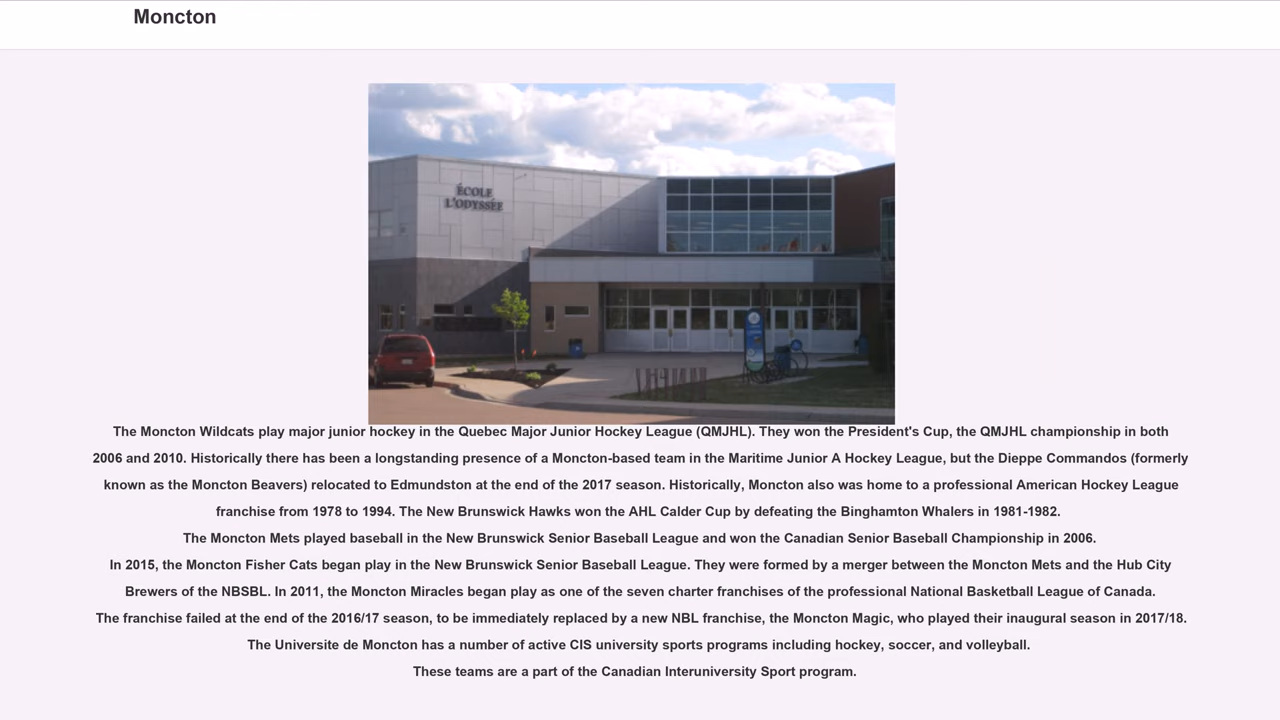 Moncton
ÉCOLE
L'ODYSSÉE
The Moncton Wildcats play major junior hockey in the Quebec Major Junior Hockey League (QMJHL). They won the President's Cup, the QMJHL championship in both
2006 and 2010. Historically there has been a longstanding presence of a Moncton-based team in the Maritime Junior A Hockey League, but the Dieppe Commandos (formerly
known as the Moncton Beavers) relocated to Edmundston at the end of the 2017 season. Historically, Moncton also was home to a professional American Hockey League
franchise from 1978 to 1994. The New Brunswick Hawks won the AHL Calder Cup by defeating the Binghamton Whalers in 1981-1982.
The Moncton Mets played baseball in the New Brunswick Senior Baseball League and won the Canadian Senior Baseball Championship in 2006.
In 2015, the Moncton Fisher Cats began play in the New Brunswick Senior Baseball League. They were formed by a merger between the Moncton Mets and the Hub City
Brewers of the NBSBL. In 2011, the Moncton Miracles began play as one of the seven charter franchises of the professional National Basketball League of Canada.
The franchise failed at the end of the 2016/17 season, to be immediately replaced by a new NBL franchise, the Moncton Magic, who played their inaugural season in 2017/18.
The Universite de Moncton has a number of active CIS university sports programs including hockey, soccer, and volleyball.
These teams are a part of the Canadian Interuniversity Sport program.